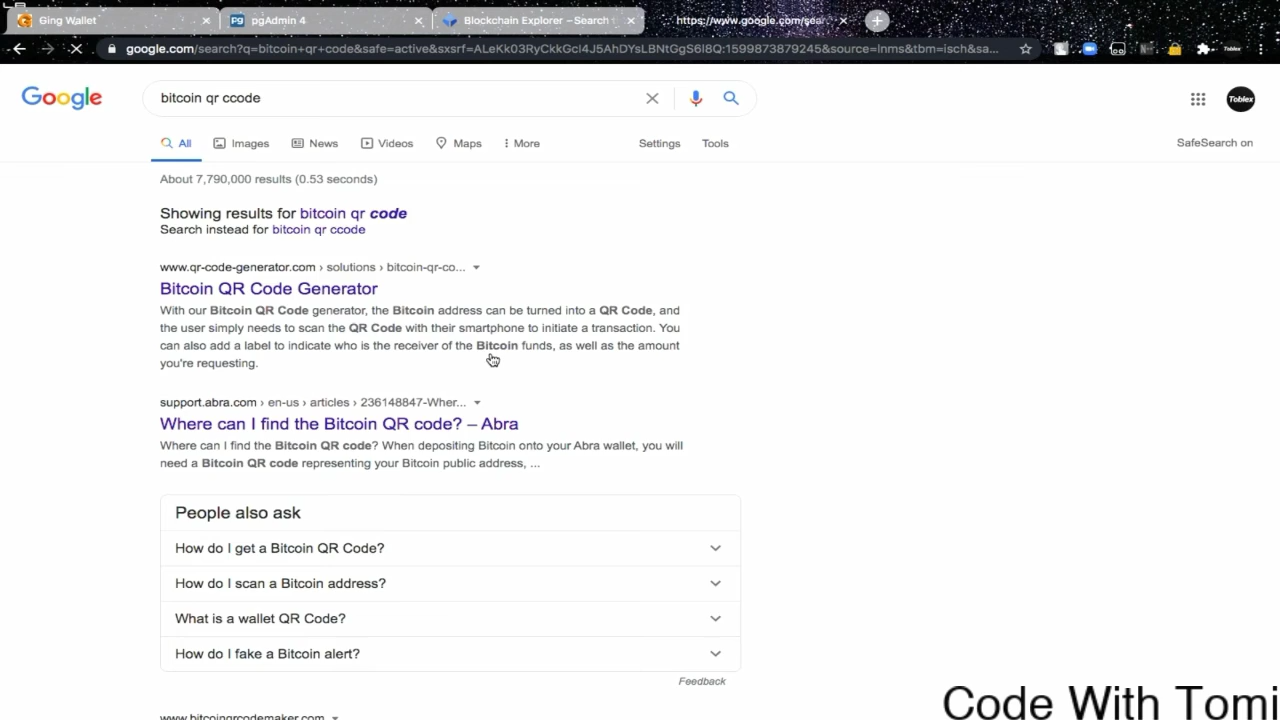 Ging Wallet
pgAdmin 4
Blockchain Explorer – Search
https://www.google.com/sear
google.com/search?q=bitcoin+qr+code&safe=active&sxsrf=ALeKk03RyCkkGcl4J5AhDYsLBNtGgS6l8Q:1599873879245&source=lnms&tbm=isch&sa...
Toblex
Google
bitcoin qr ccode
Toblex
All
Images
News
Videos
Maps
More
Settings
Tools
SafeSearch on
About 7,790,000 results (0.53 seconds)
Showing results for bitcoin qr code
Search instead for bitcoin qr ccode
www.qr-code-generator.com › solutions › bitcoin-qr-co...
Bitcoin QR Code Generator
With our Bitcoin QR Code generator, the Bitcoin address can be turned into a QR Code, and
the user simply needs to scan the QR Code with their smartphone to initiate a transaction. You
can also add a label to indicate who is the receiver of the Bitcoin funds, as well as the amount
you're requesting.
support.abra.com › en-us › articles › 236148847-Wher...
Where can I find the Bitcoin QR code? – Abra
Where can I find the Bitcoin QR code? When depositing Bitcoin onto your Abra wallet, you will
need a Bitcoin QR code representing your Bitcoin public address, ...
People also ask
How do I get a Bitcoin QR Code?
How do I scan a Bitcoin address?
What is a wallet QR Code?
How do I fake a Bitcoin alert?
Feedback
www.bitcoinqrcodemaker.com
Code With Tomi